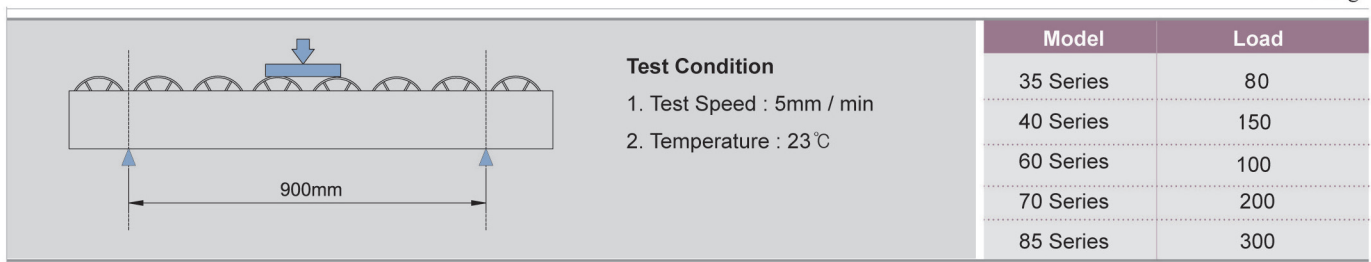 900mm
Test Condition
1. Test Speed : 5mm / min
2. Temperature : 23℃
Model Load
35 Series 80
40 Series 150
60 Series 100
70 Series 200
85 Series 300